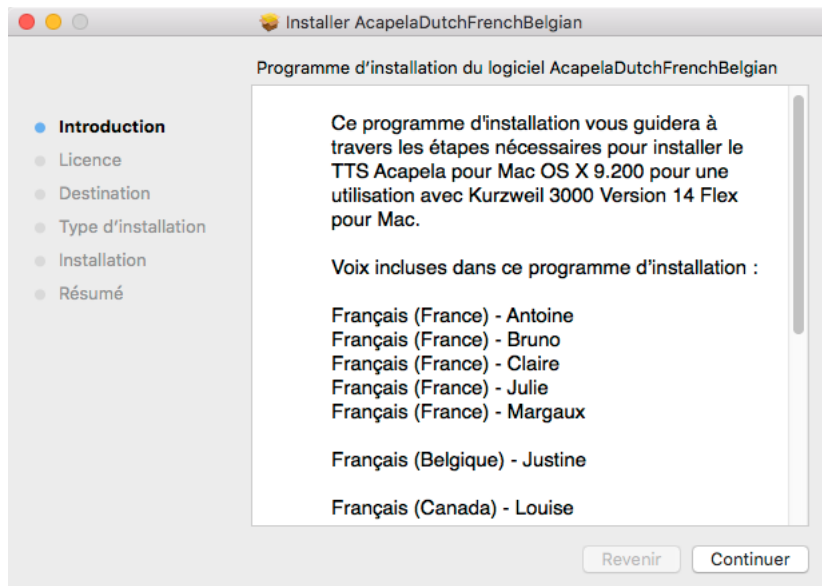 Installer AcapelaDutchFrenchBelgian
Programme d’installation du logiciel AcapelaDutchFrenchBelgian
Introduction
Licence
Destination
Type d’installation
Installation
Résumé
Ce programme d'installation vous guidera à
travers les étapes nécessaires pour installer le
TTS Acapela pour Mac OS X 9.200 pour une
utilisation avec Kurzweil 3000 Version 14 Flex
pour Mac.
Voix incluses dans ce programme d’installation :
Français (France) - Antoine
Français (France) - Bruno
Français (France) - Claire
Français (France) - Julie
Français (France) - Margaux
Français (Belgique) - Justine
Français (Canada) - Louise
Revenir
Continuer